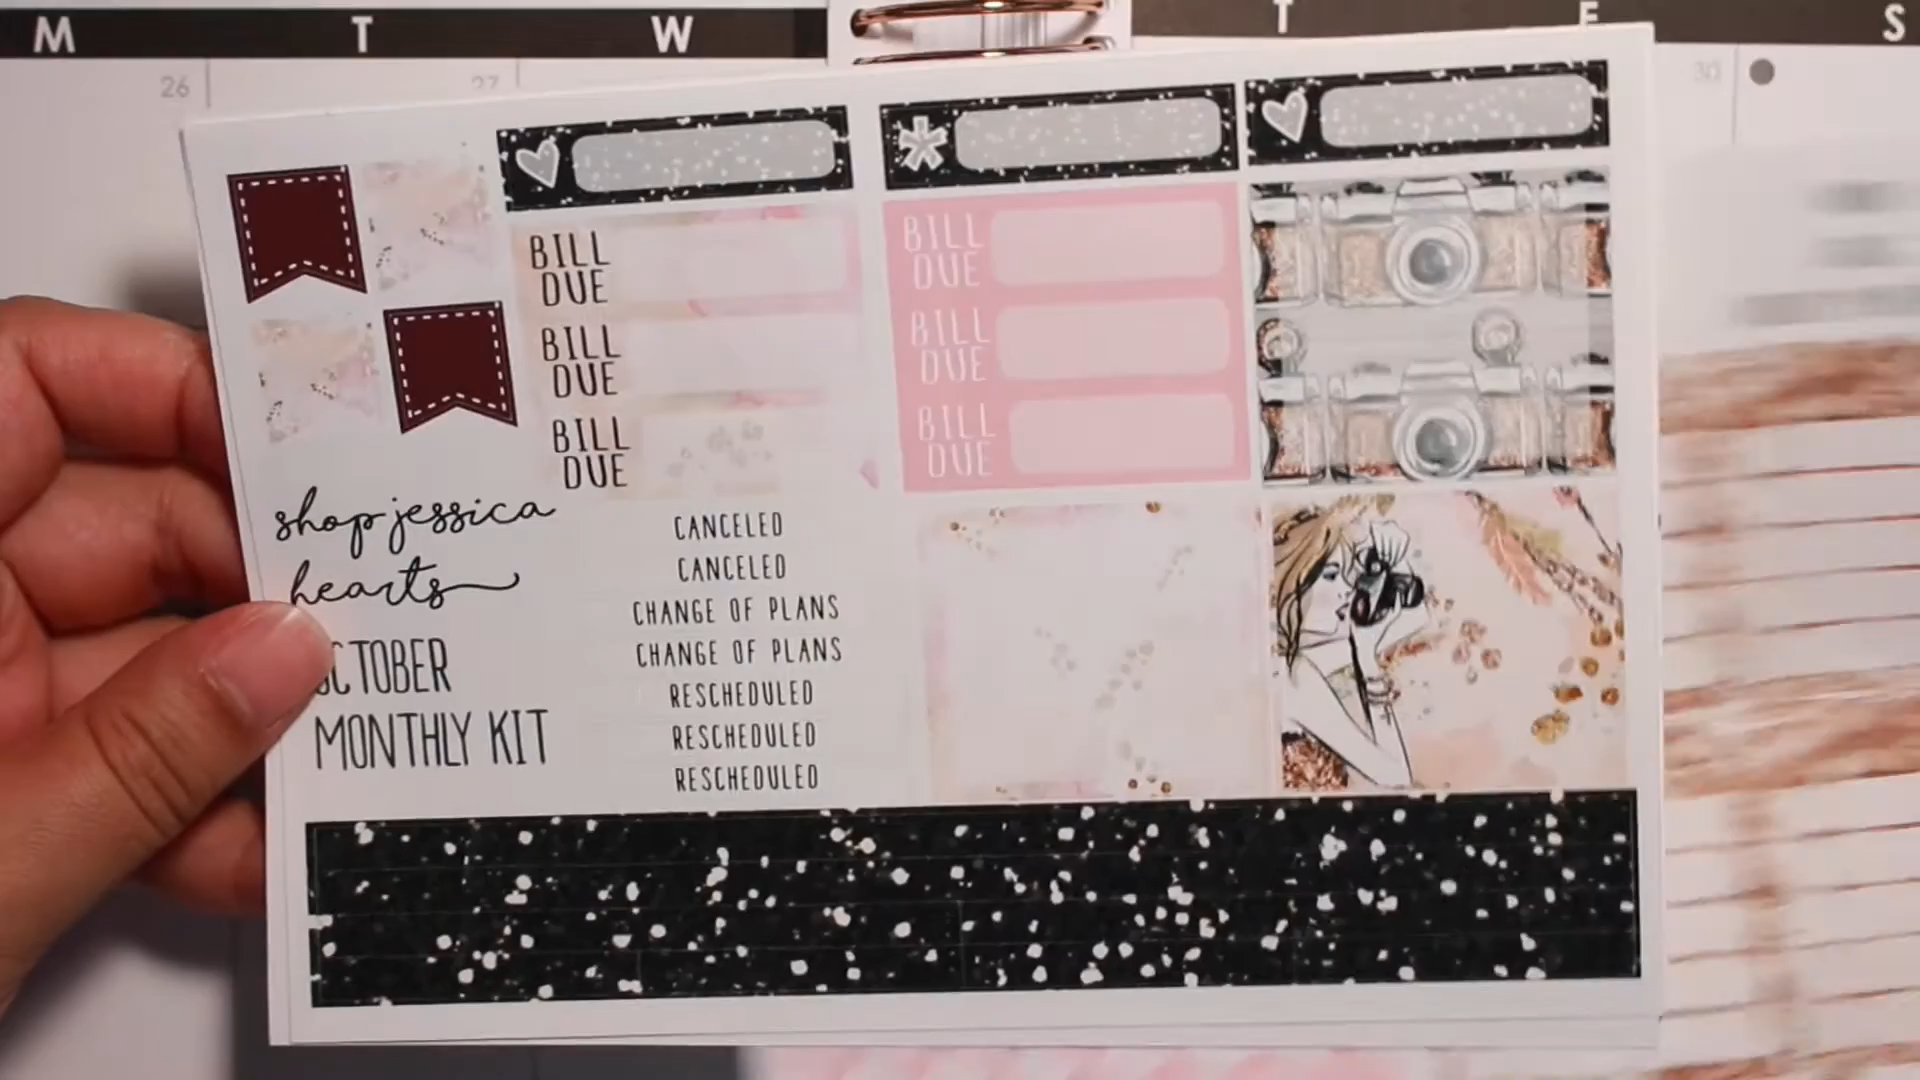 M T W T F S
26 27 30
BILL
DUE
BILL
DUE
BILL
DUE
BILL
DUE
BILL
DUE
BILL
DUE
shop jessica
hearts
OCTOBER
MONTHLY KIT
CANCELED
CANCELED
CHANGE OF PLANS
CHANGE OF PLANS
RESCHEDULED
RESCHEDULED
RESCHEDULED